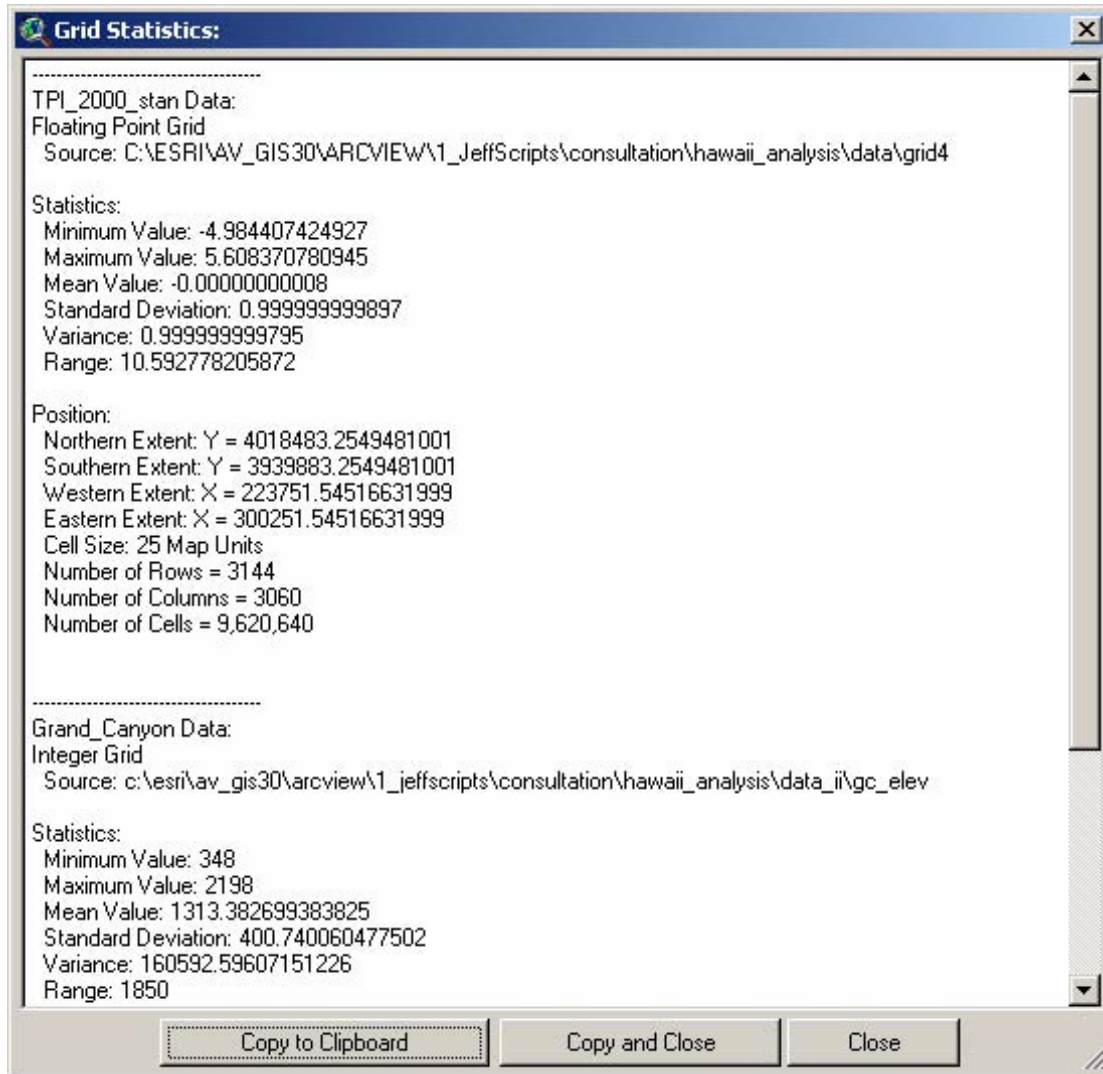 Grid Statistics:
-------------------------------------
TPI_2000_stan Data:
Floating Point Grid
Source: C:\ESRI\AV_GIS30\ARCVIEW\1_JeffScripts\consultation\hawaii_analysis\data\grid4
Statistics:
Minimum Value: -4.984407424927
Maximum Value: 5.608370780945
Mean Value: -0.00000000008
Standard Deviation: 0.999999999897
Variance: 0.999999999795
Range: 10.592778205872
Position:
Northern Extent: Y = 4018483.2549481001
Southern Extent: Y = 3939883.2549481001
Western Extent: X = 223751.54516631999
Eastern Extent: X = 300251.54516631999
Cell Size: 25 Map Units
Number of Rows = 3144
Number of Columns = 3060
Number of Cells = 9,620,640
-------------------------------------
Grand_Canyon Data:
Integer Grid
Source: c:\esri\av_gis30\arcview\1_jeffscripts\consultation\hawaii_analysis\data_ii\gc_elev
Statistics:
Minimum Value: 348
Maximum Value: 2198
Mean Value: 1313.382699383825
Standard Deviation: 400.740060477502
Variance: 160592.59607151226
Range: 1850
Copy to Clipboard
Copy and Close
Close